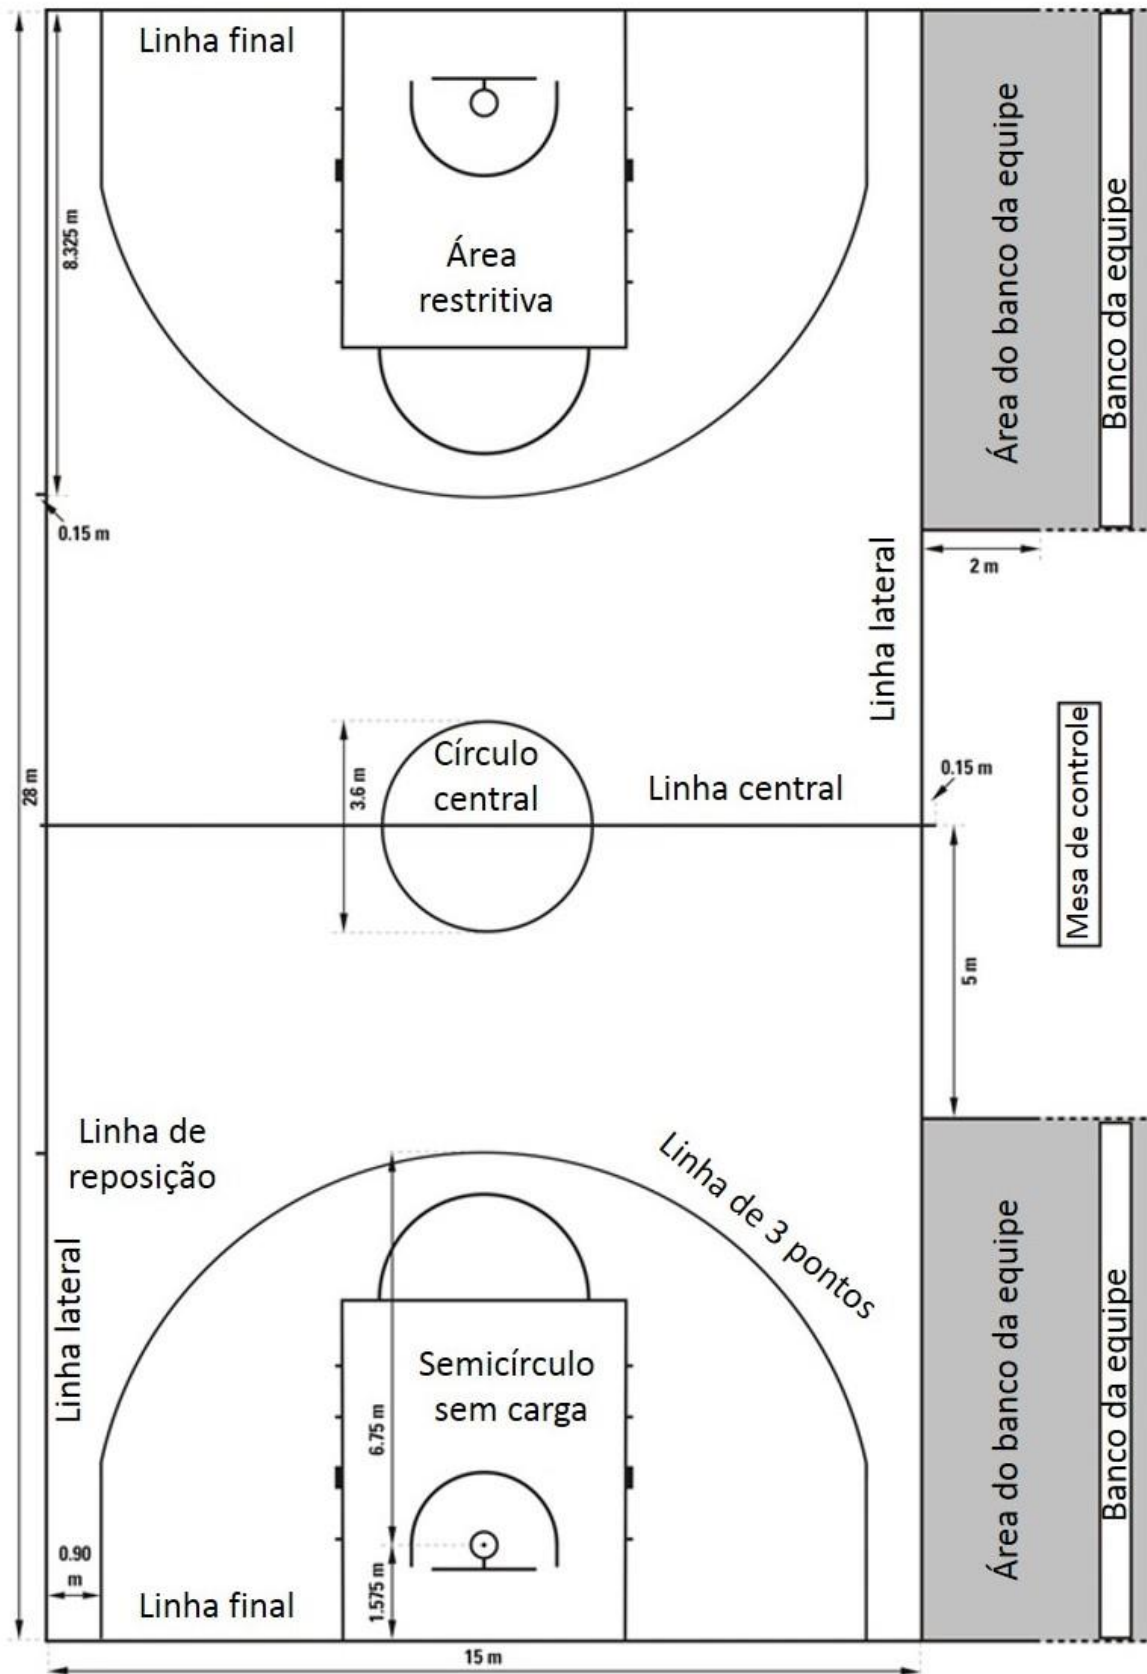 Linha final
8.325 m
Área
restritiva
Área do banco da equipe
Banco da equipe
0.15 m
2 m
Linha lateral
28 m
3.6 m
Círculo
central
Linha central
0.15 m
Mesa de controle
5 m
Linha de
reposição
Linha de 3 pontos
Linha lateral
Semicírculo
sem carga
6.75 m
Área do banco da equipe
Banco da equipe
0.90
m
1.575 m
Linha final
15 m